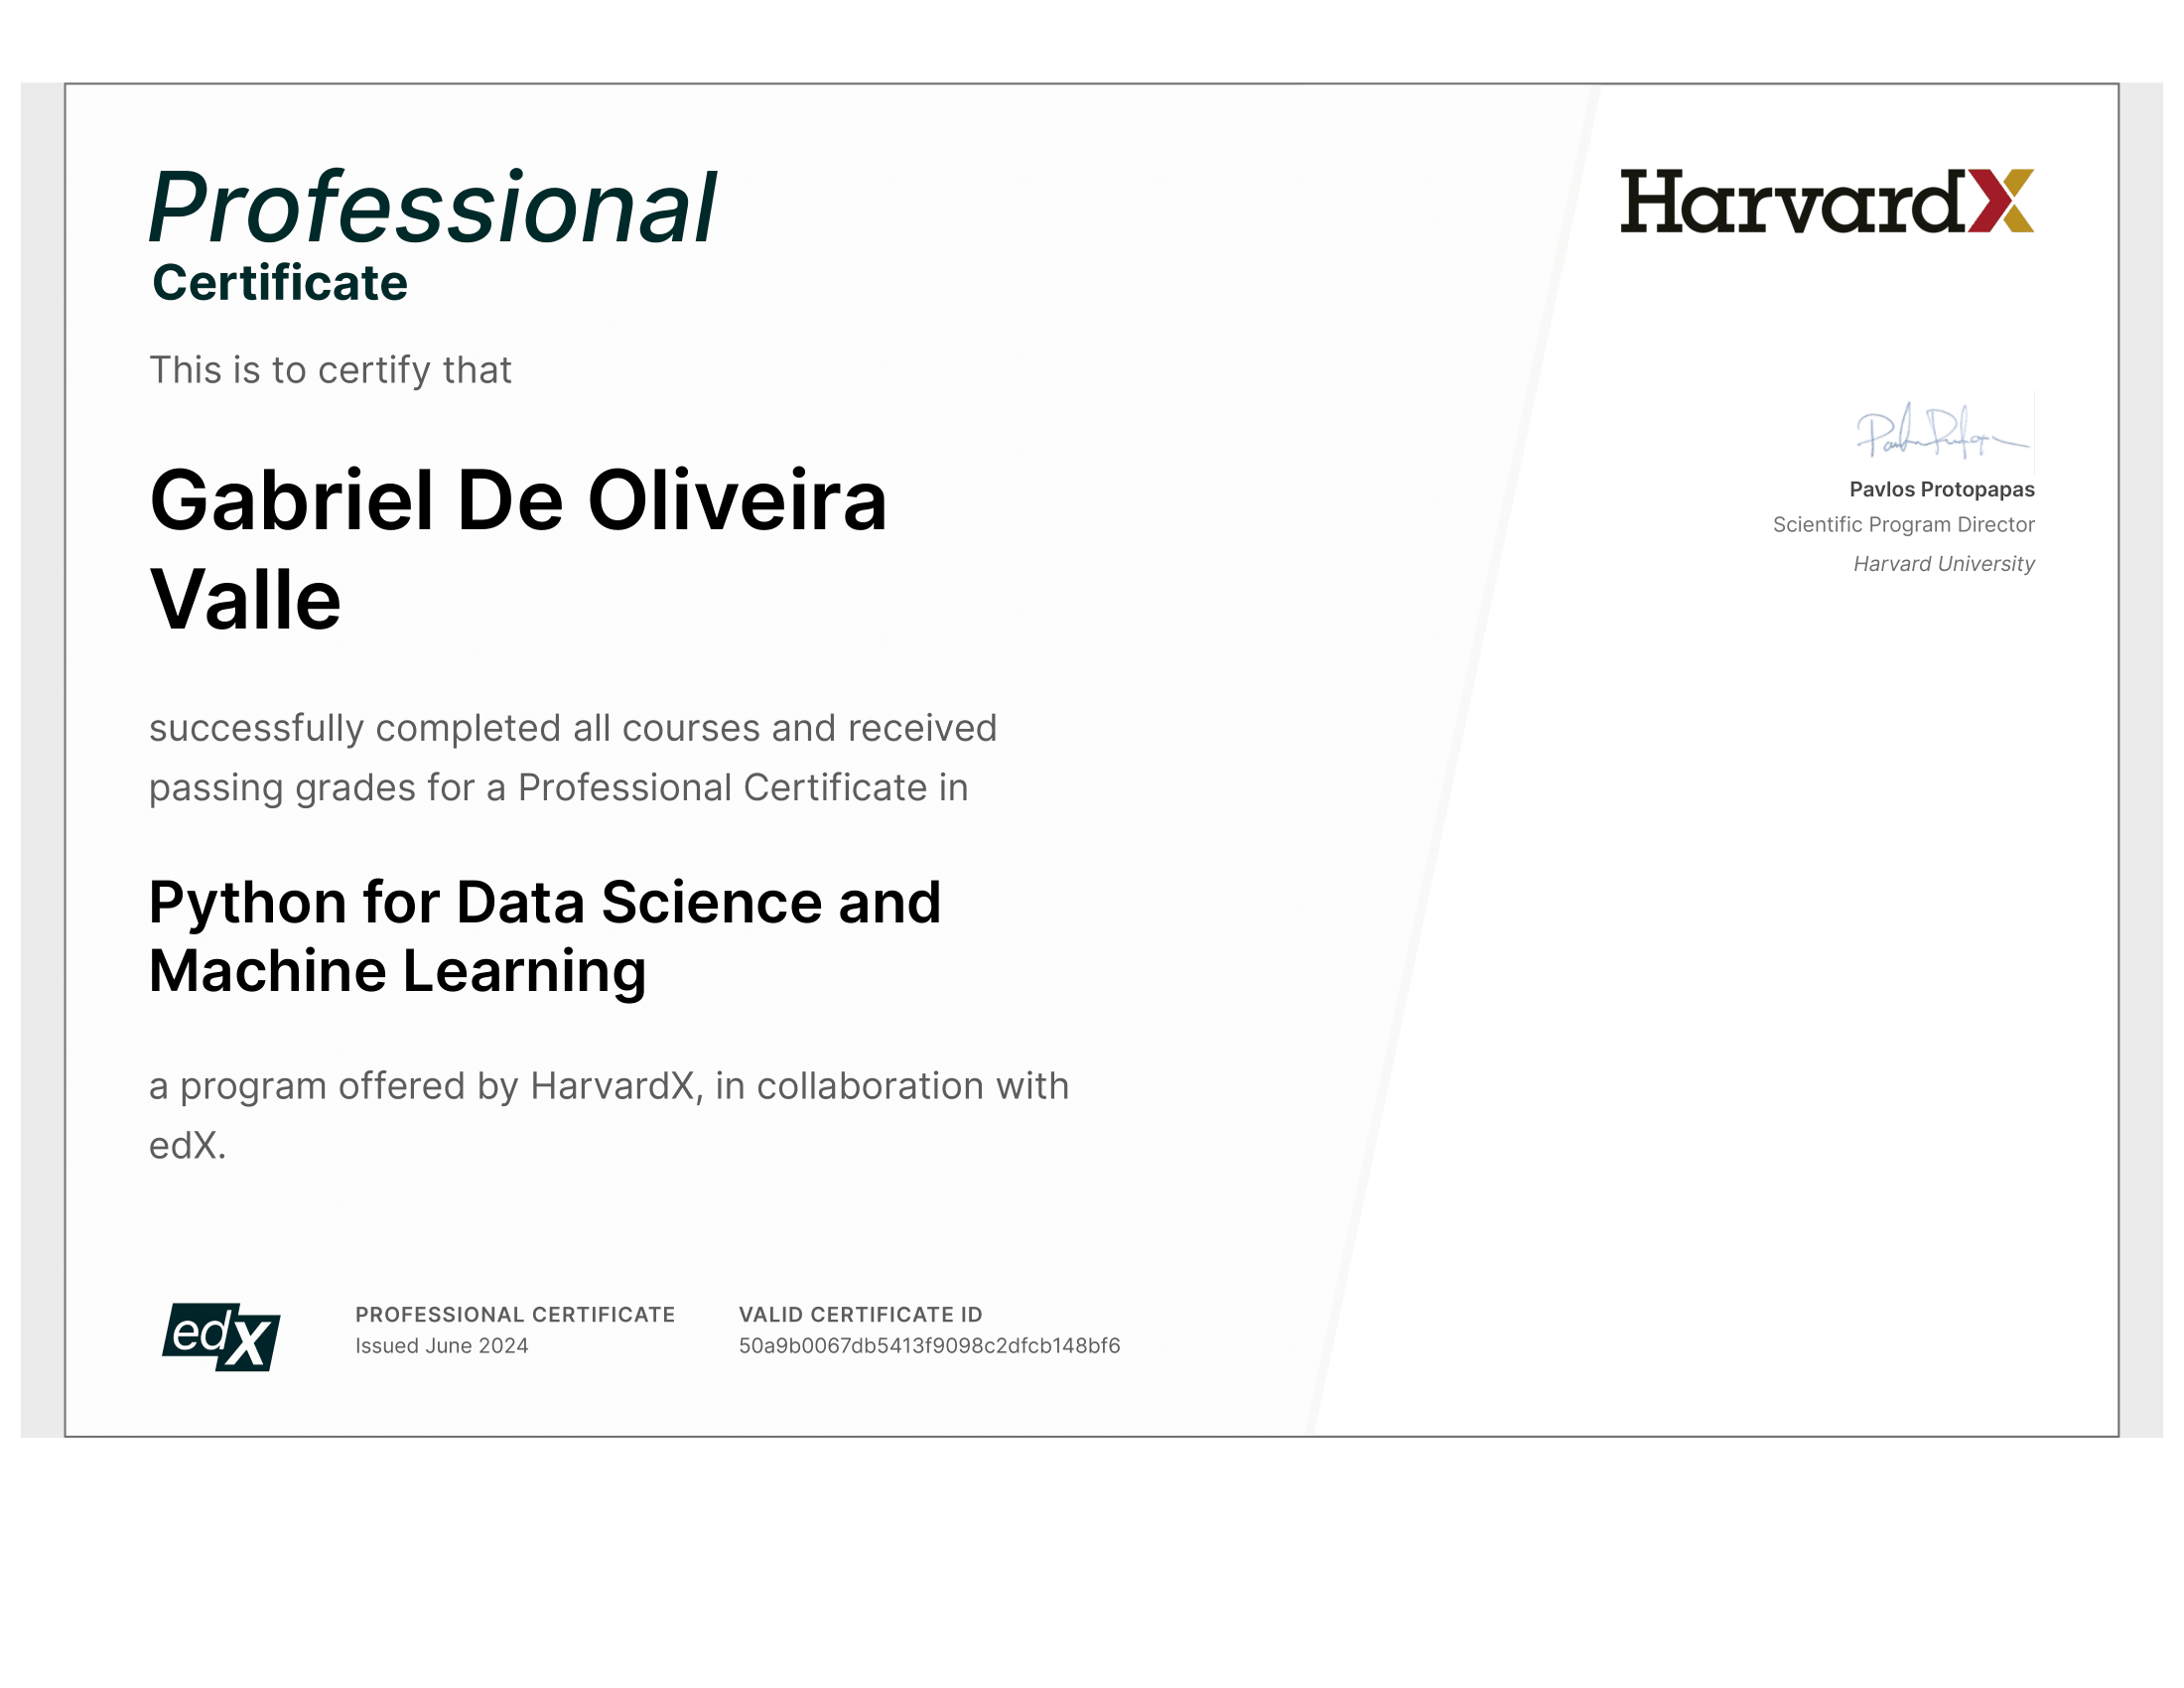 Professional
Certificate
This is to certify that
Gabriel De Oliveira
Valle
successfully completed all courses and received
passing grades for a Professional Certificate in
Python for Data Science and
Machine Learning
a program offered by HarvardX, in collaboration with
edX.
HarvardX
Pavlos Protopapas
Scientific Program Director
Harvard University
edX
PROFESSIONAL CERTIFICATE
Issued June 2024
VALID CERTIFICATE ID
50a9b0067db5413f9098c2dfcb148bf6